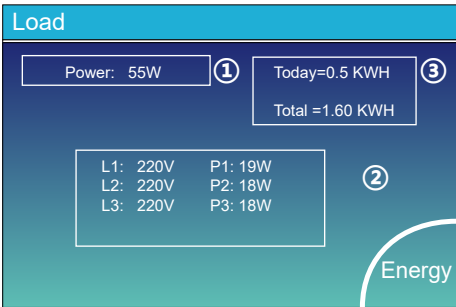 Load
Power: 55W ①
Today=0.5 KWH ③
Total =1.60 KWH
L1: 220V P1: 19W ②
L2: 220V P2: 18W
L3: 220V P3: 18W
Energy